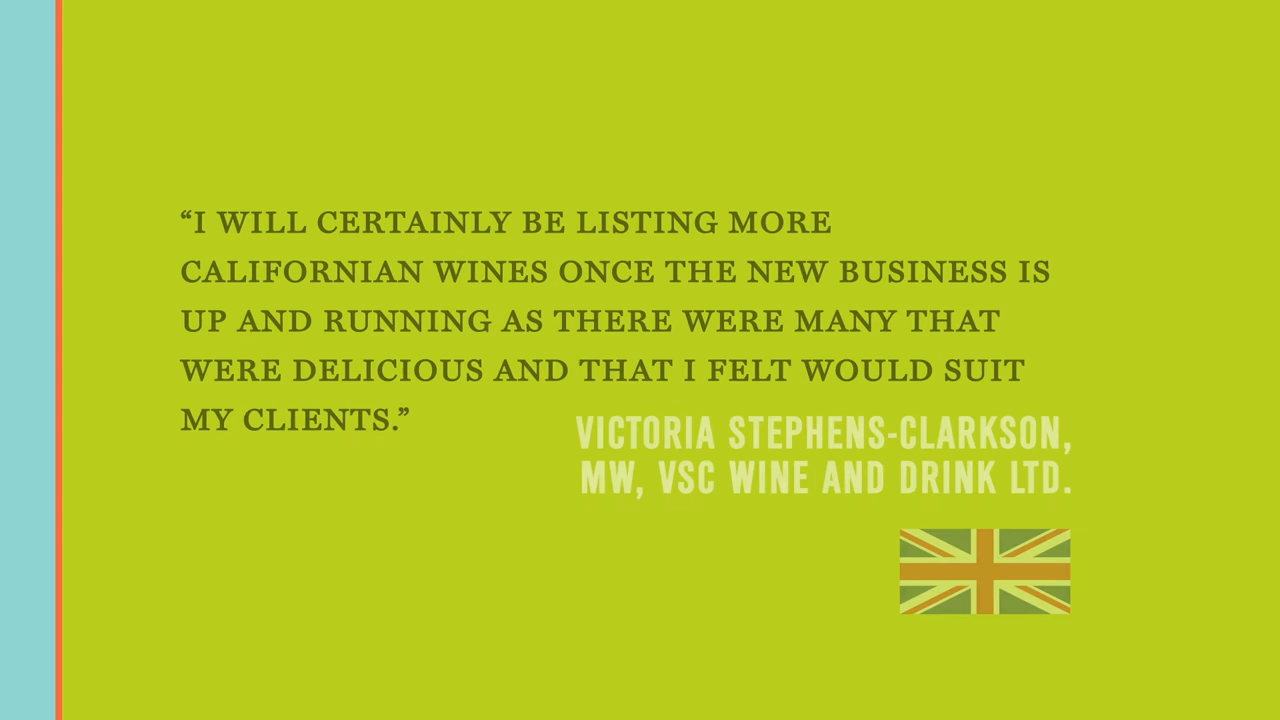 “I WILL CERTAINLY BE LISTING MORE
CALIFORNIAN WINES ONCE THE NEW BUSINESS IS
UP AND RUNNING AS THERE WERE MANY THAT
WERE DELICIOUS AND THAT I FELT WOULD SUIT
MY CLIENTS.”
VICTORIA STEPHENS-CLARKSON,
MW, VSC WINE AND DRINK LTD.